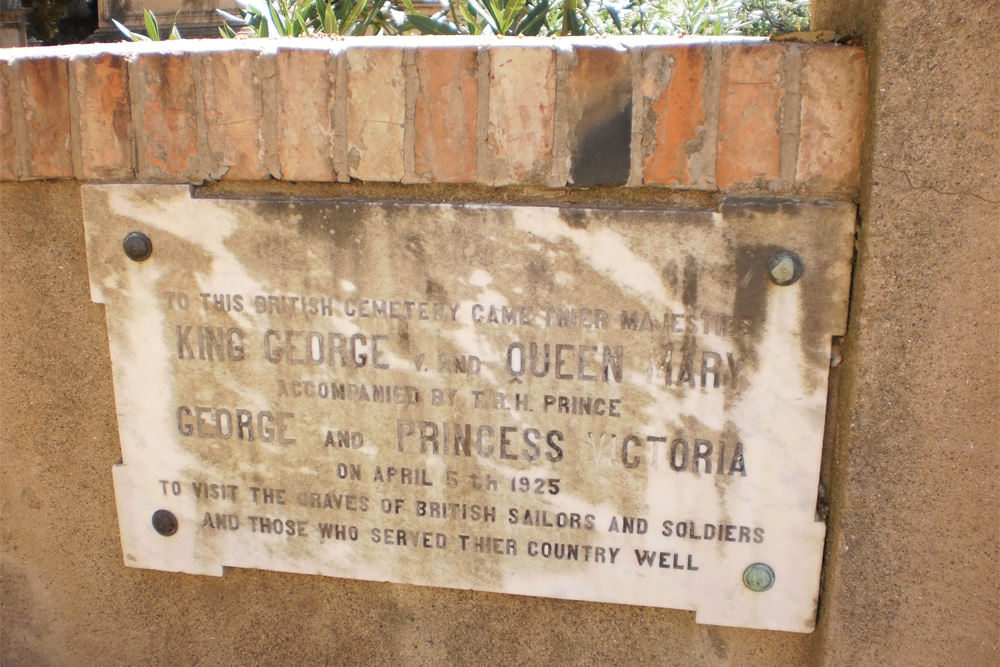 TO THIS BRITISH CEMETERY CAME THIER MAJESTIES
KING GEORGE V. AND QUEEN MARY
ACCOMPANIED BY T.R.H. PRINCE
GEORGE AND PRINCESS VICTORIA
ON APRIL 5 th 1925
TO VISIT THE GRAVES OF BRITISH SAILORS AND SOLDIERS
AND THOSE WHO SERVED THIER COUNTRY WELL